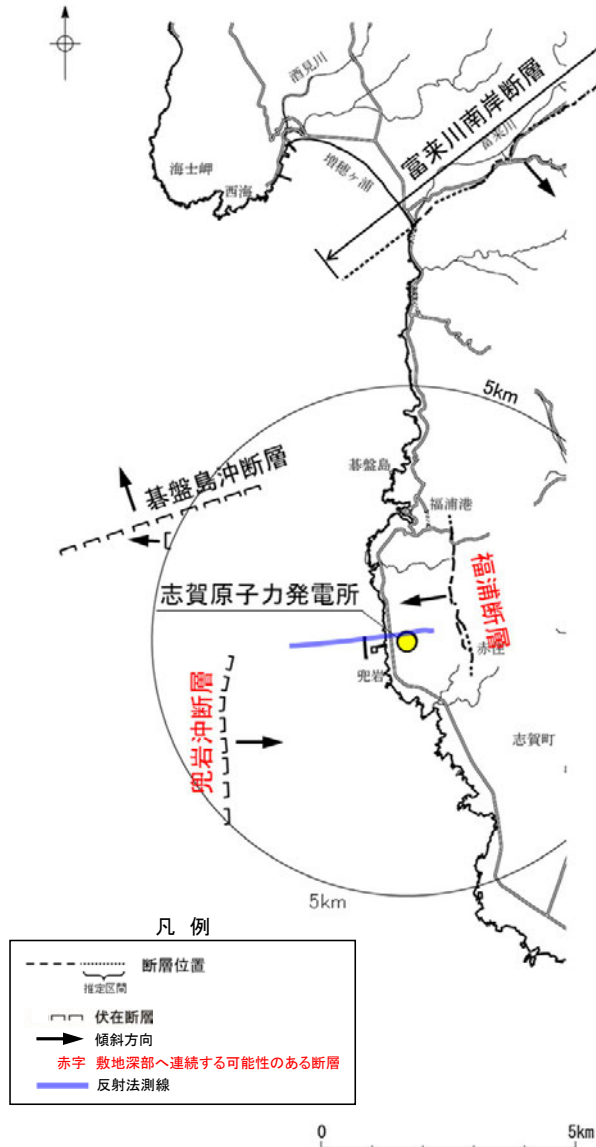 酒見川
富来川南岸断層
富来川
増穂ヶ浦
海士岬
西海
5km
碁盤島
碁盤島沖断層
福浦港
志賀原子力発電所
福浦断層
赤住
兜岩
兜岩沖断層
志賀町
5km
凡 例
断層位置
推定区間
伏在断層
傾斜方向
赤字 敷地深部へ連続する可能性のある断層
反射法測線
0 5km